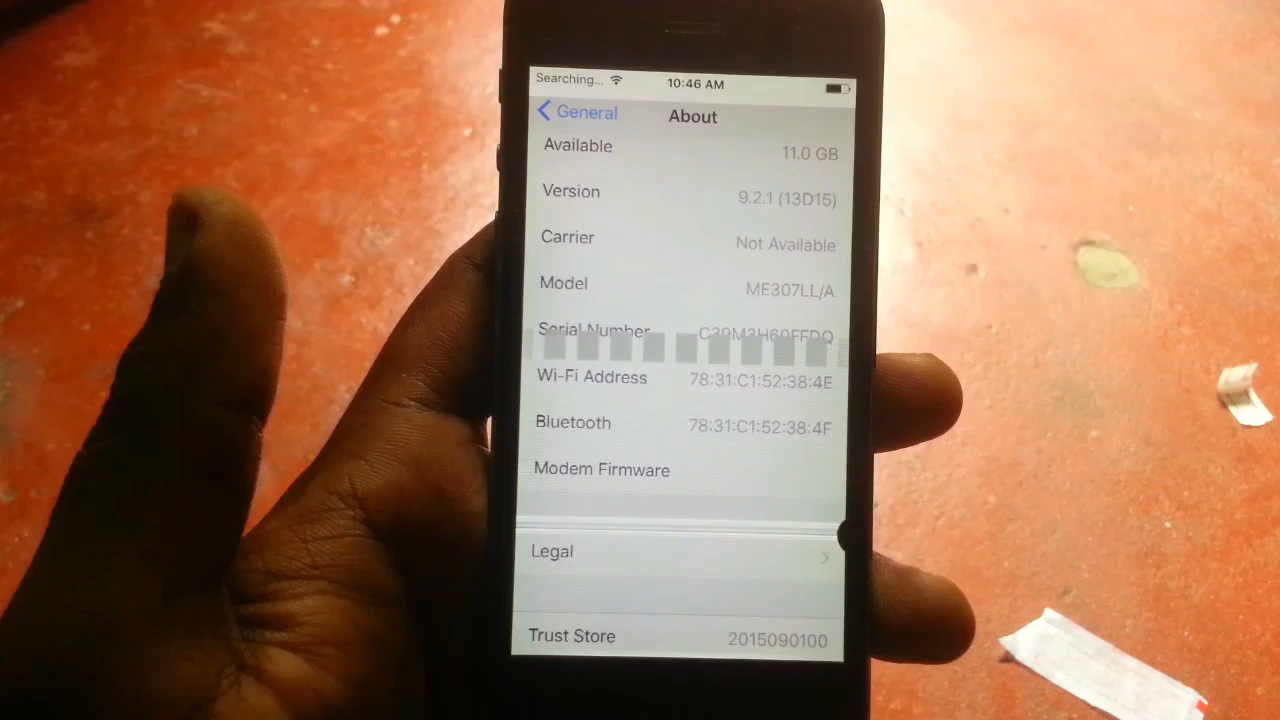 Searching... 10:46 AM
General About
Available 11.0 GB
Version 9.2.1 (13D15)
Carrier Not Available
Model ME307LL/A
Serial Number
Wi-Fi Address 78:31:C1:52:38:4E
Bluetooth 78:31:C1:52:38:4F
Modem Firmware
Legal
Trust Store 2015090100